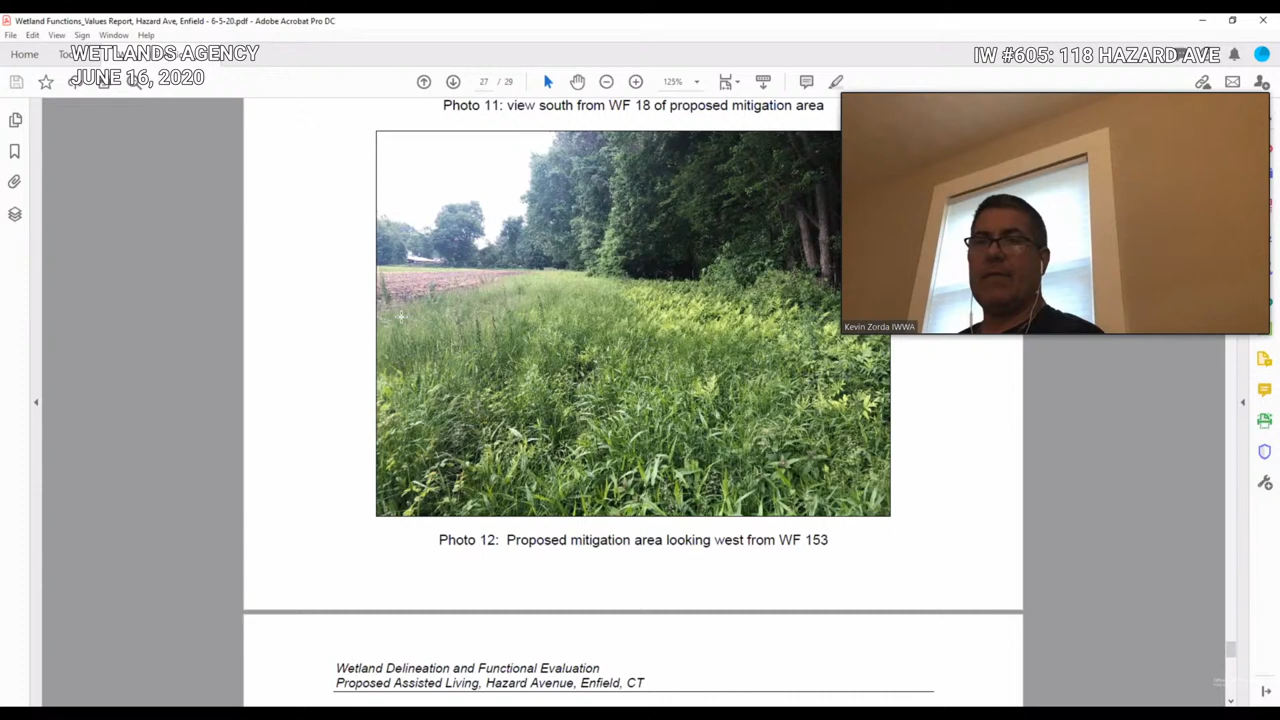 Wetland Functions_Values Report, Hazard Ave, Enfield - 6-5-20.pdf - Adobe Acrobat Pro DC
File Edit View Sign Window Help
Home
WETLANDS AGENCY
JUNE 16, 2020
IW #605: 118 HAZARD AVE
27 / 29
125%
Photo 11: view south from WF 18 of proposed mitigation area
Kevin Zorda IWWA
Photo 12: Proposed mitigation area looking west from WF 153
Wetland Delineation and Functional Evaluation
Proposed Assisted Living, Hazard Avenue, Enfield, CT